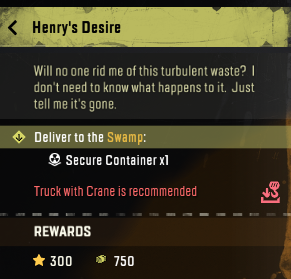 Henry's Desire
Will no one rid me of this turbulent waste? I
don't need to know what happens to it. Just
tell me it's gone.
Deliver to the Swamp:
Secure Container x1
Truck with Crane is recommended
REWARDS
300 750